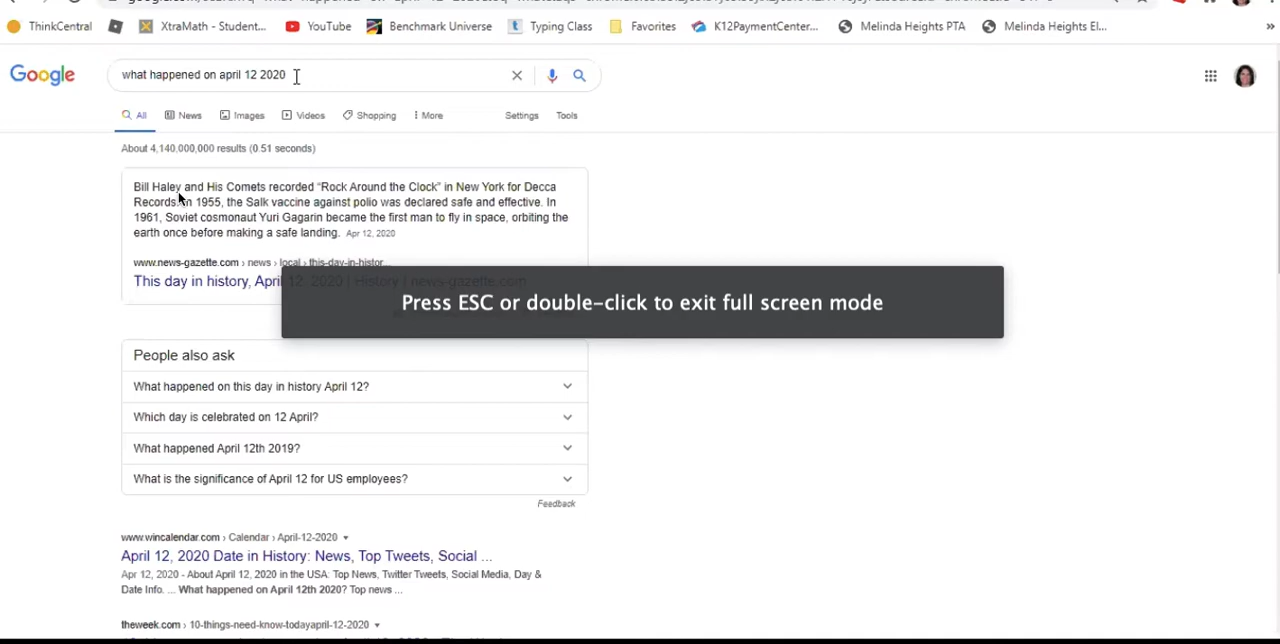 ThinkCentral XtraMath - Student... YouTube Benchmark Universe Typing Class Favorites K12PaymentCenter... Melinda Heights PTA Melinda Heights El... »
Google what happened on april 12 2020
All News Images Videos Shopping More Settings Tools
About 4,140,000,000 results (0.51 seconds)
Bill Haley and His Comets recorded “Rock Around the Clock” in New York for Decca
Records. In 1955, the Salk vaccine against polio was declared safe and effective. In
1961, Soviet cosmonaut Yuri Gagarin became the first man to fly in space, orbiting the
earth once before making a safe landing. Apr 12, 2020
www.news-gazette.com › news › local › this-day-in-histor...
This day in history, April 12, 2020 | History | news-gazette.com
Press ESC or double-click to exit full screen mode
People also ask
What happened on this day in history April 12?
Which day is celebrated on 12 April?
What happened April 12th 2019?
What is the significance of April 12 for US employees?
Feedback
www.wincalendar.com › Calendar › April-12-2020
April 12, 2020 Date in History: News, Top Tweets, Social ...
Apr 12, 2020 - About April 12, 2020 in the USA: Top News, Twitter Tweets, Social Media, Day &
Date Info. ... What happened on April 12th 2020? Top news ...
theweek.com › 10-things-need-know-todayapril-12-2020